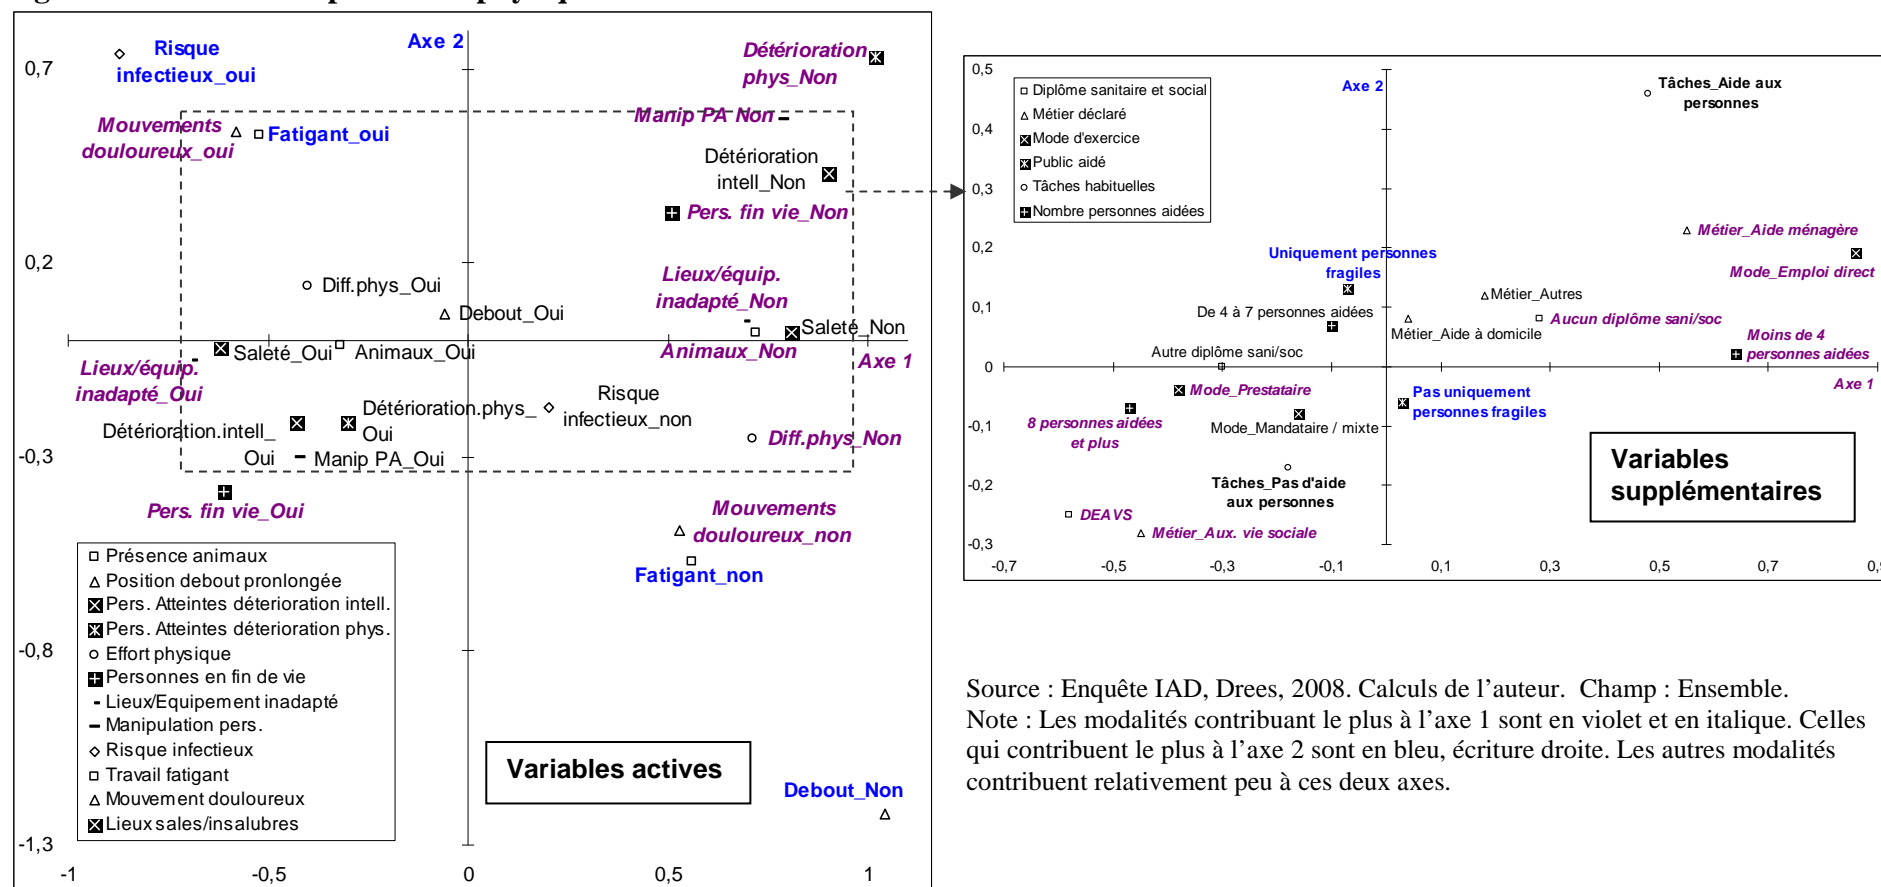 Axe 2
0,7
0,2
-0,3
-0,8
-1,3
-1
-0,5
0
0,5
1
Risque
infectieux_oui
Détérioration
phys_Non
Mouvements
douloureux_oui
Fatigant_oui
Manip PA Non
Détérioration
intell_Non
Pers. fin vie_Non
Lieux/équip.
inadapté_Non
Diff.phys_Oui
Debout_Oui
Saleté_Non
Saleté_Oui
Animaux_Oui
Animaux_Non
Axe 1
Lieux/équip.
inadapté_Oui
Risque
infectieux_non
Détérioration.phys_
Oui
Détérioration.intell_
Oui
Manip PA_Oui
Diff.phys_Non
Pers. fin vie_Oui
Mouvements
douloureux_non
Fatigant_non
Debout_Non
Présence animaux
Position debout pronlongée
Pers. Atteintes déterioration intell.
Pers. Atteintes déterioration phys.
Effort physique
Personnes en fin de vie
Lieux/Equipement inadapté
Manipulation pers.
Risque infectieux
Travail fatigant
Mouvement douloureux
Lieux sales/insalubres
Variables actives
0,5
0,4
0,3
0,2
0,1
0
-0,1
-0,2
-0,3
-0,7
-0,5
-0,3
-0,1
0,1
0,3
0,5
0,7
Axe 2
Diplôme sanitaire et social
Métier déclaré
Mode d'exercice
Public aidé
Tâches habituelles
Nombre personnes aidées
Tâches_Aide aux
personnes
Métier_Aide ménagère
Mode_Emploi direct
Uniquement personnes
fragiles
Métier_Autres
De 4 à 7 personnes aidées
Métier_Aide à domicile
Aucun diplôme sani/soc
Moins de 4
personnes aidées
Autre diplôme sani/soc
Axe 1
Mode_Prestataire
Pas uniquement
personnes fragiles
8 personnes aidées
et plus
Mode_Mandataire / mixte
Tâches_Pas d'aide
aux personnes
DEAVS
Métier_Aux. vie sociale
Variables
supplémentaires
Source : Enquête IAD, Drees, 2008. Calculs de l’auteur. Champ : Ensemble.
Note : Les modalités contribuant le plus à l’axe 1 sont en violet et en italique. Celles
qui contribuent le plus à l’axe 2 sont en bleu, écriture droite. Les autres modalités
contribuent relativement peu à ces deux axes.